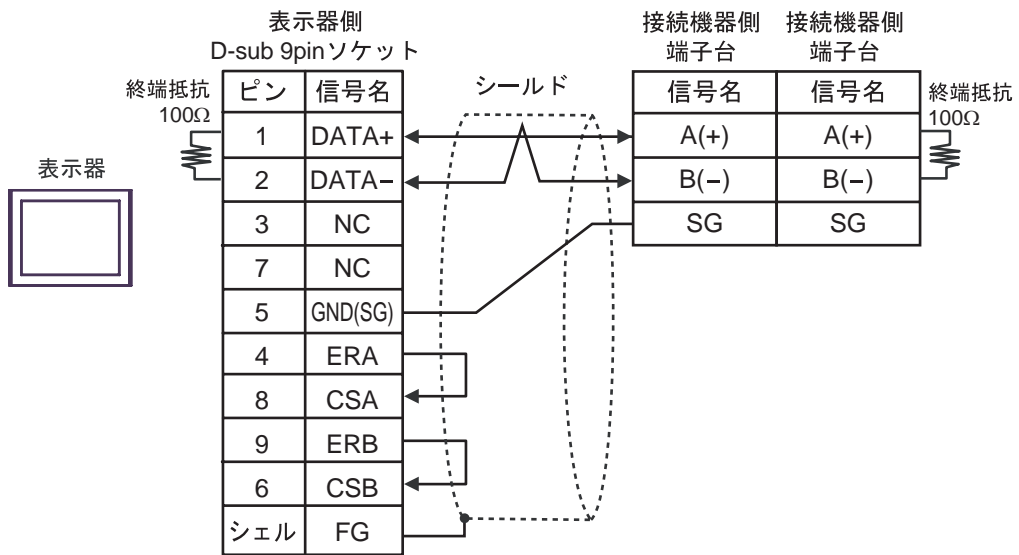 表示器側
D-sub 9pinソケット
接続機器側
端子台
接続機器側
端子台
終端抵抗
100Ω
ピン 信号名
シールド
信号名 信号名
終端抵抗
100Ω
1 DATA+
A(+) A(+)
2 DATA−
B(−) B(−)
表示器
3 NC
SG SG
7 NC
5 GND(SG)
4 ERA
8 CSA
9 ERB
6 CSB
シェル FG